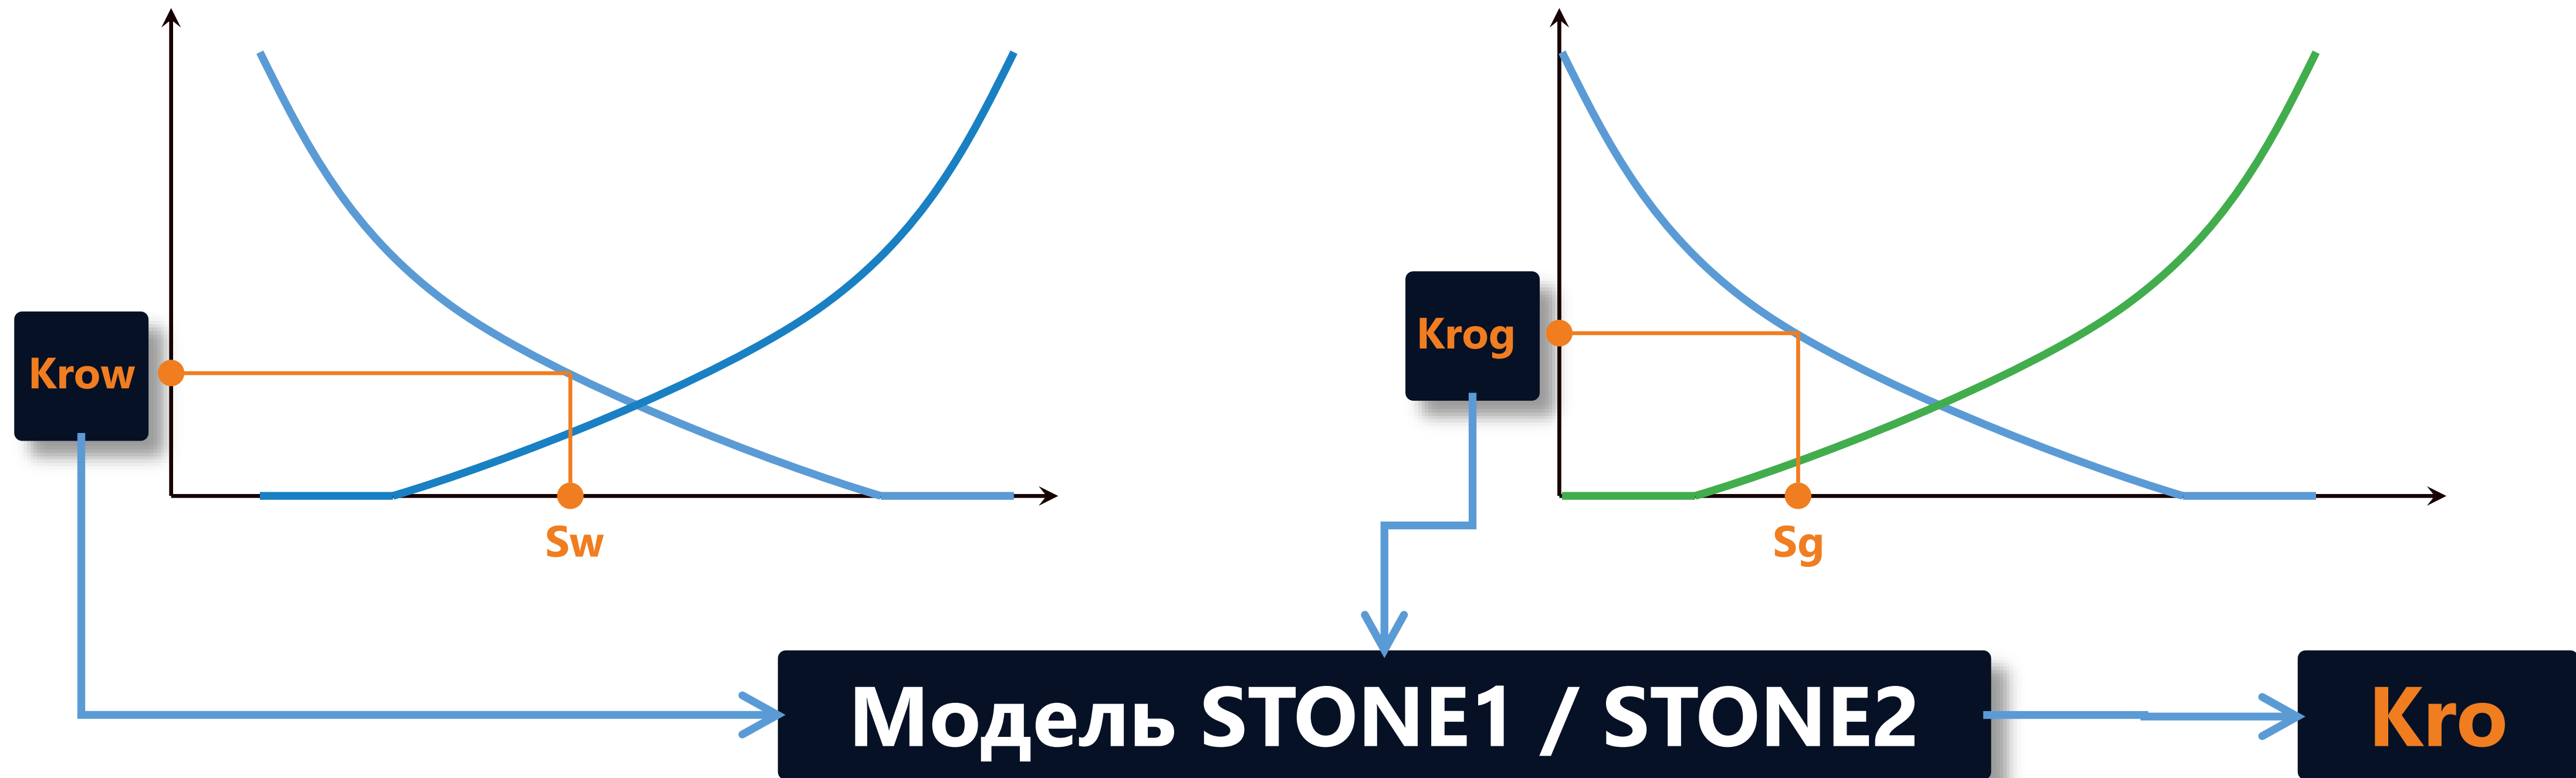 Krow
Krog
Sw
Sg
Модель STONE1 / STONE2
Kro